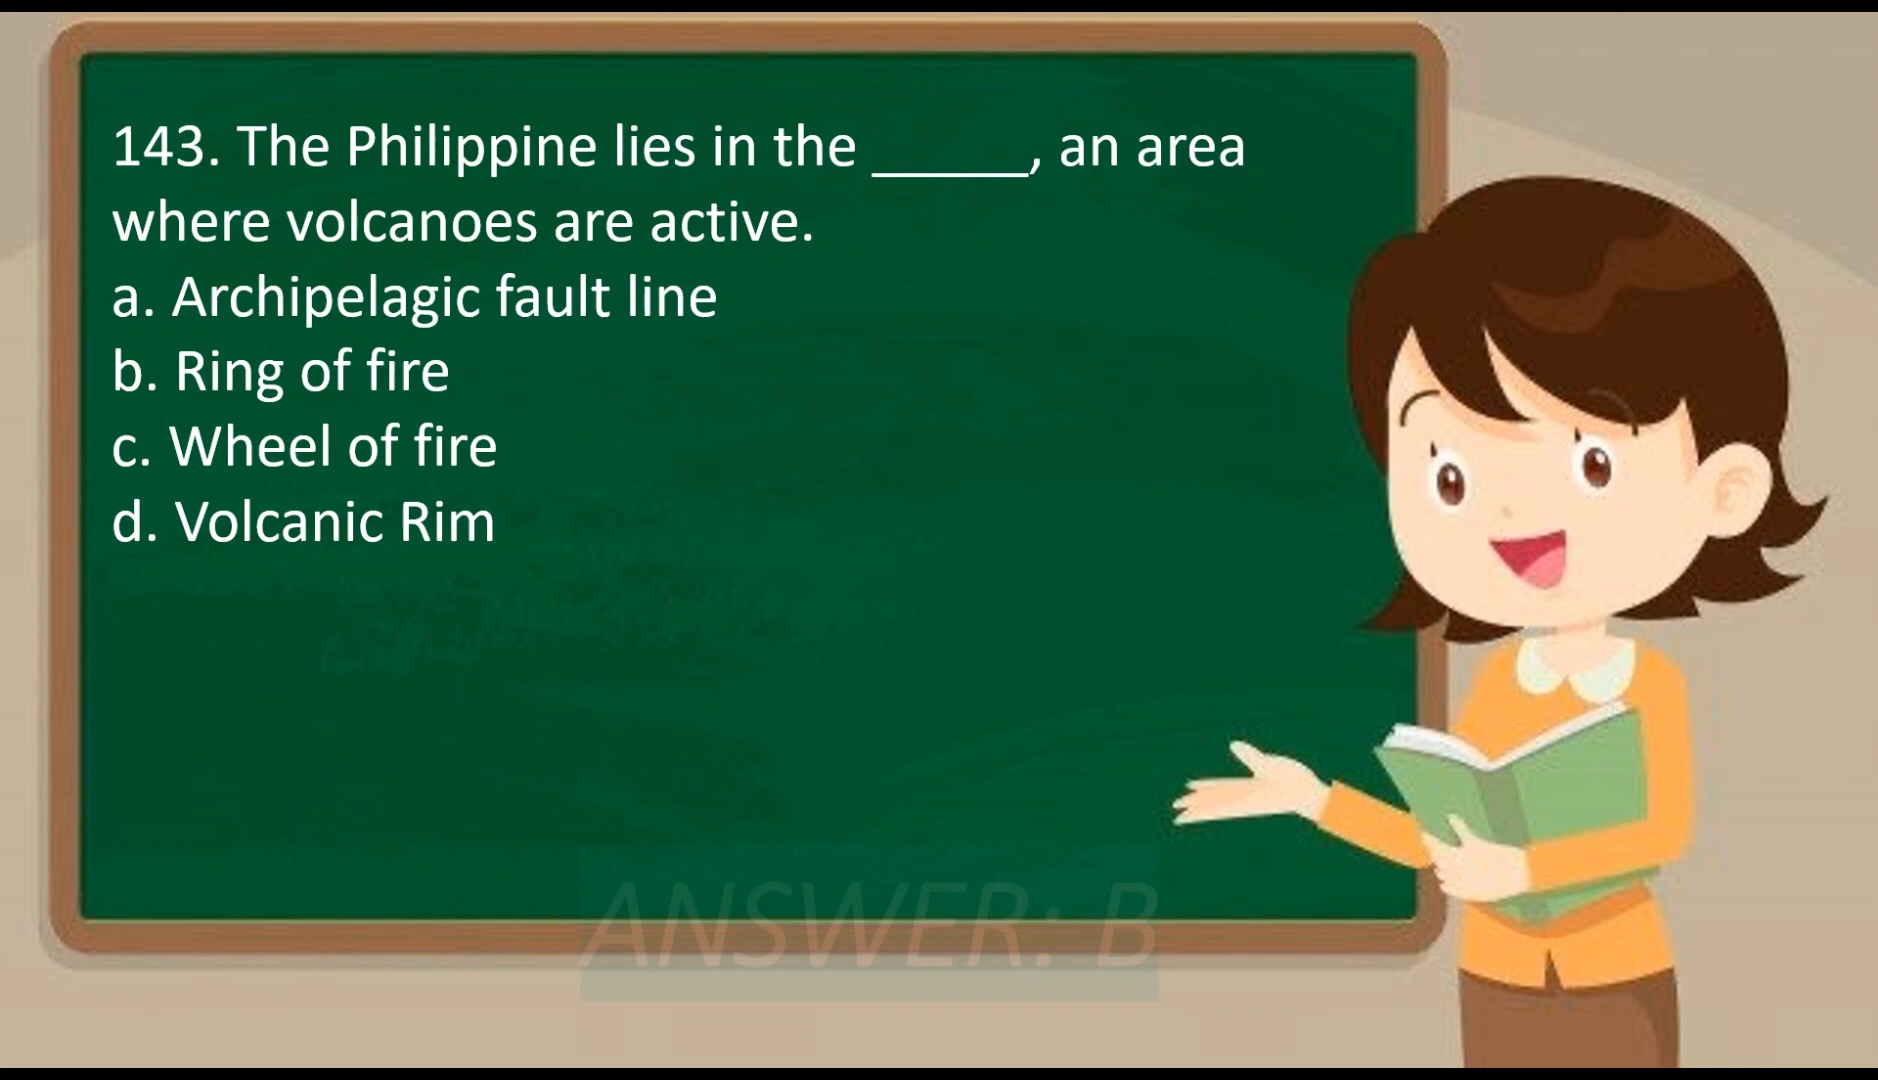 143. The Philippine lies in the ______, an area
where volcanoes are active.
a. Archipelagic fault line
b. Ring of fire
c. Wheel of fire
d. Volcanic Rim
ANSWER: B